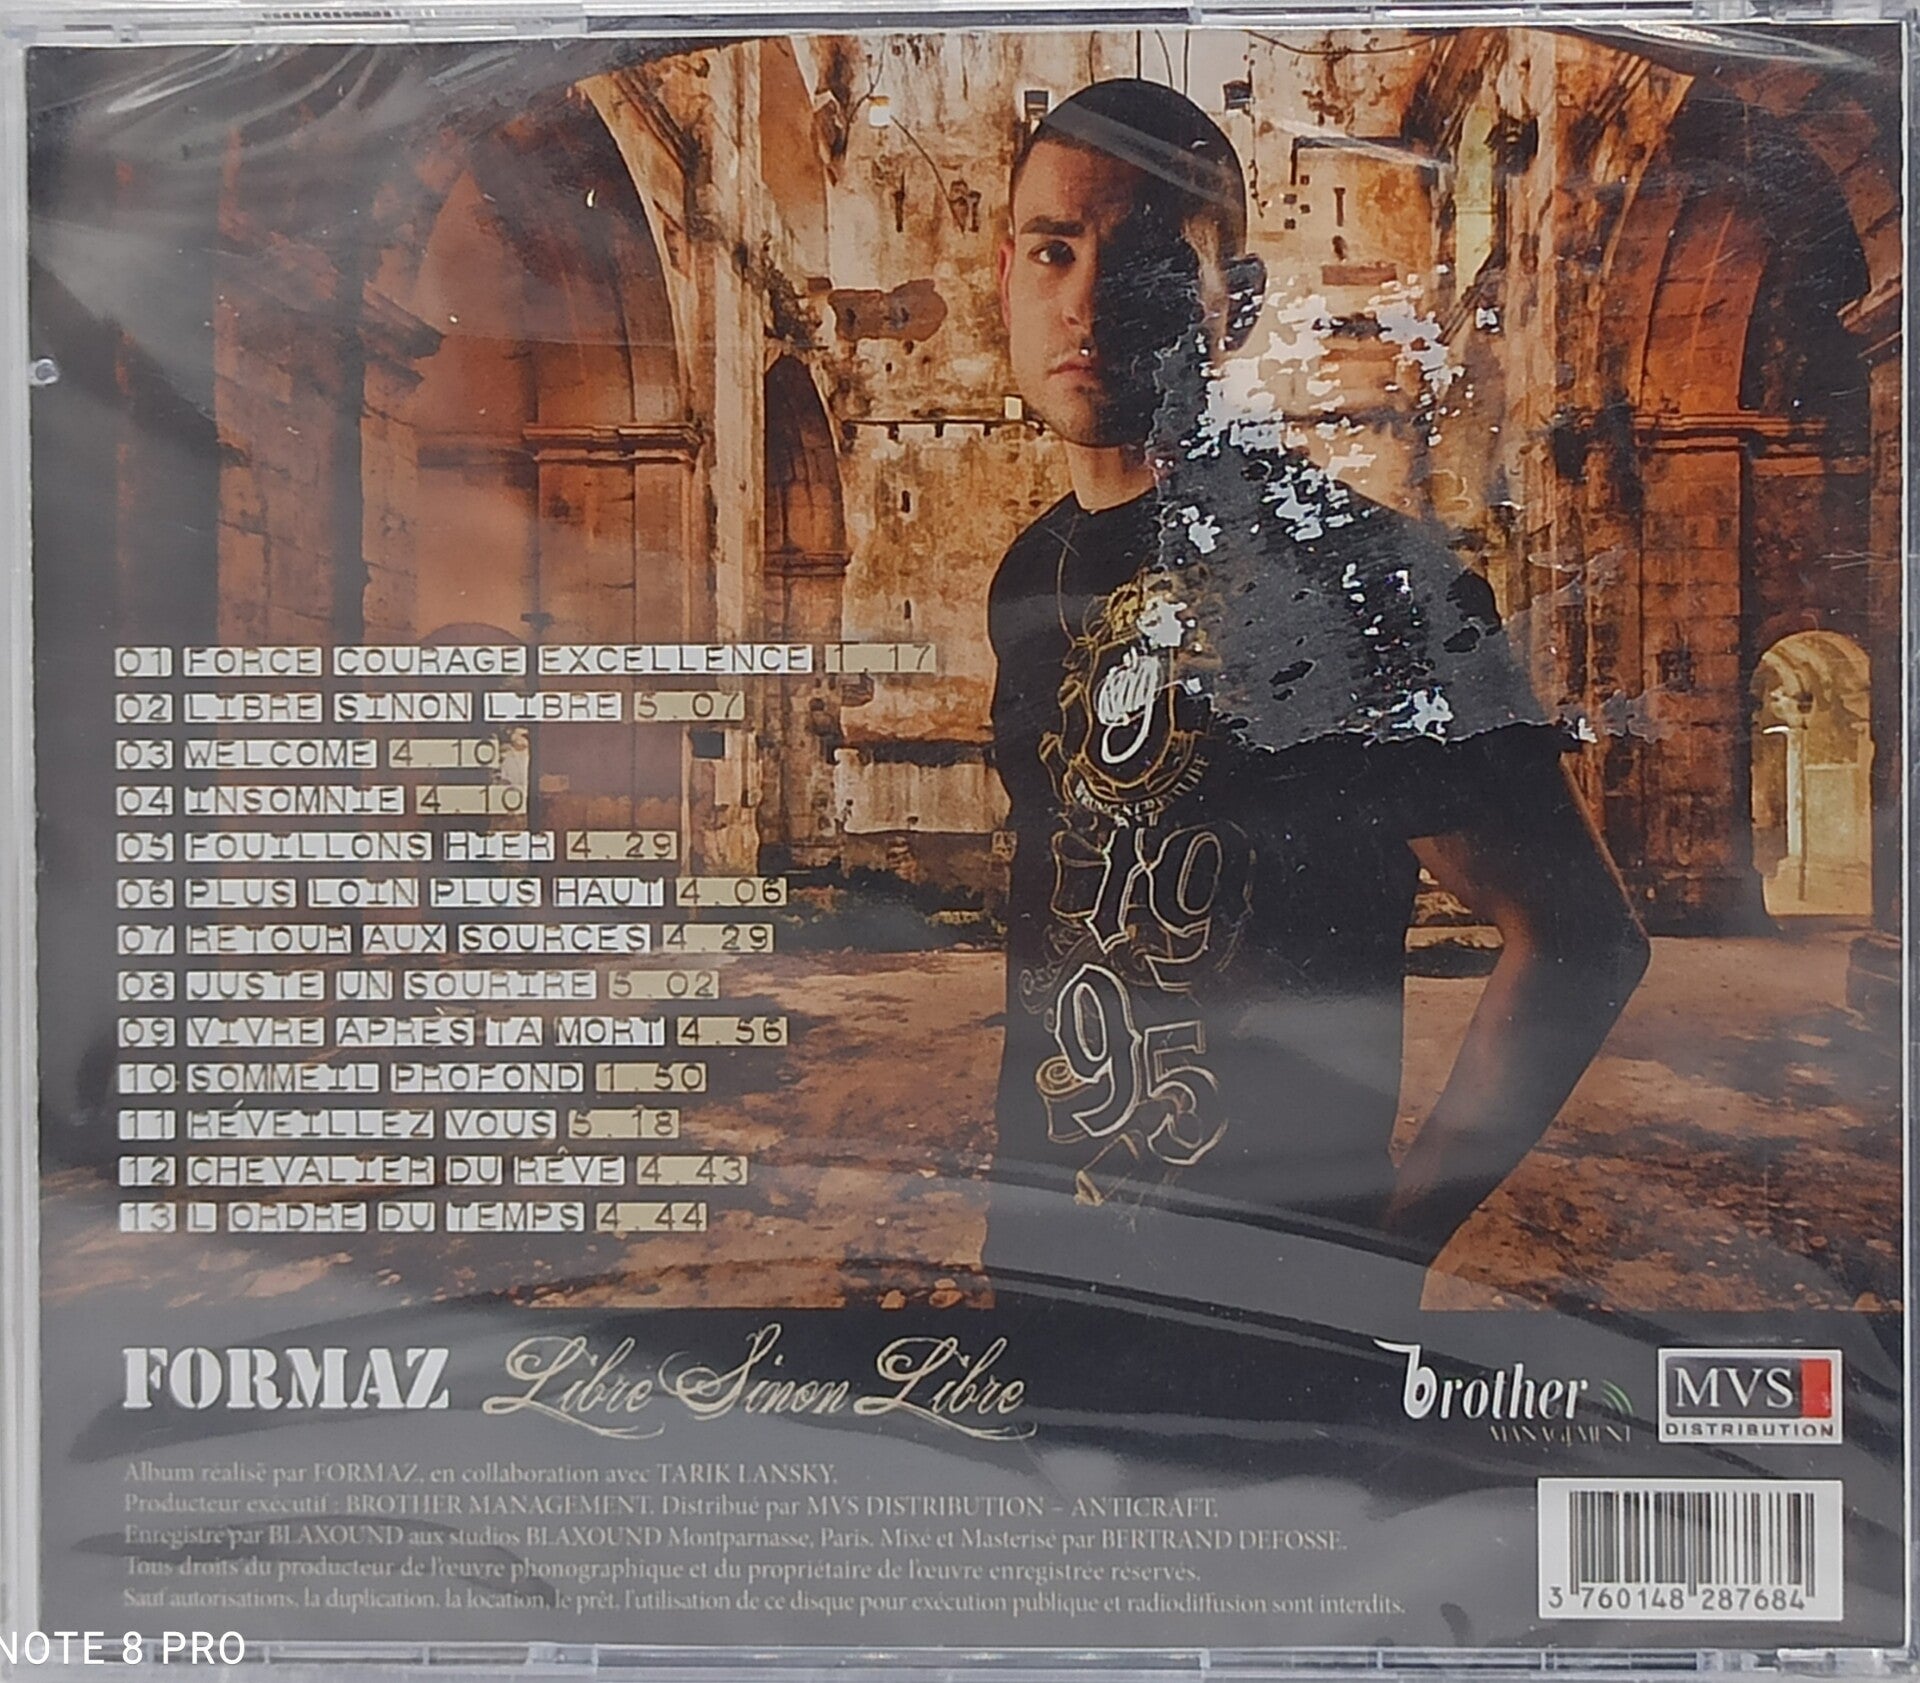 01 FORCE COURAGE EXCELLENCE 1.17
02 LIBRE SINON LIBRE 5.07
03 WELCOME 4.10
04 INSOMNIE 4.10
05 FOUILLONS HIER 4.29
06 PLUS LOIN PLUS HAUT 4.06
07 RETOUR AUX SOURCES 4.29
08 JUSTE UN SOURIRE 5.02
09 VIVRE APRÈS TA MORT 4.56
10 SOMMEIL PROFOND 1.50
11 RÉVEILLEZ VOUS 5.18
12 CHEVALIER DU RÊVE 4.43
13 L ORDRE DU TEMPS 4.44
19
95
FORMAZ Libre Sinon Libre
brother
MANAGEMENT
MVS
DISTRIBUTION
Album réalisé par FORMAZ, en collaboration avec TARIK LANSKY.
Producteur exécutif : BROTHER MANAGEMENT. Distribué par MVS DISTRIBUTION – ANTICRAFT.
Enregistré par BLAXOUND aux studios BLAXOUND Montparnasse, Paris. Mixé et Masterisé par BERTRAND DEFOSSE.
Tous droits du producteur de l'œuvre phonographique et du propriétaire de l'œuvre enregistrée réservés.
Sauf autorisations, la duplication, la location, le prêt, l'utilisation de ce disque pour exécution publique et radiodiffusion sont interdits.
3 760148 287684
NOTE 8 PRO